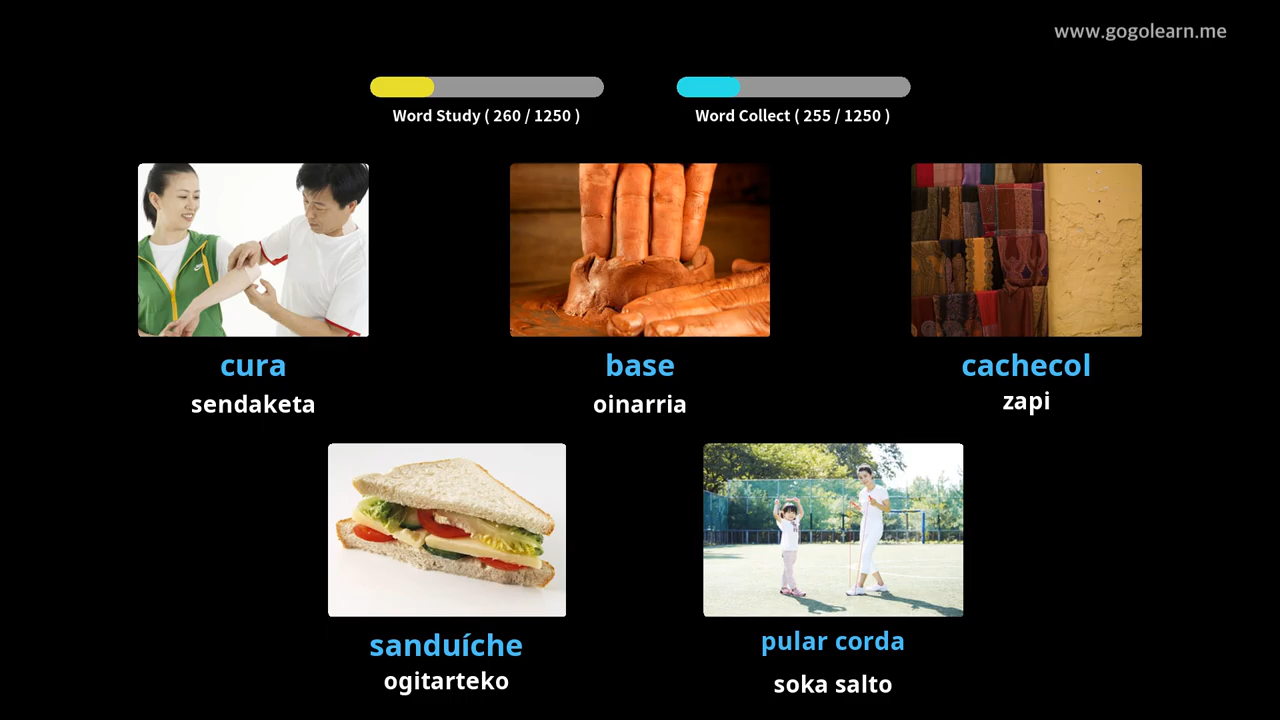 www.gogolearn.me
Word Study ( 260 / 1250 )
Word Collect ( 255 / 1250 )
cura
sendaketa
base
oinarria
cachecol
zapi
sanduíche
ogitarteko
pular corda
soka salto